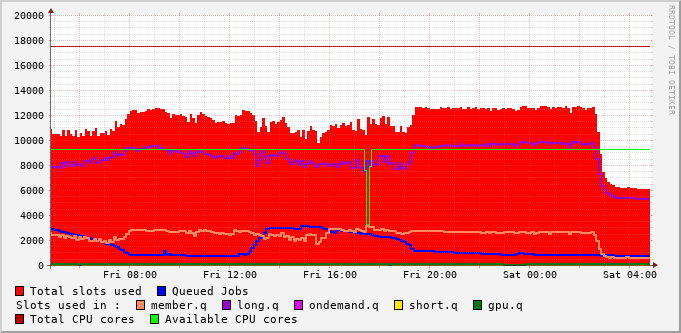 RRDTOOL / TOBI OETIKER
20000
18000
16000
14000
12000
10000
8000
6000
4000
2000
0
Fri 08:00 Fri 12:00 Fri 16:00 Fri 20:00 Sat 00:00 Sat 04:00
Total slots used Queued Jobs
Slots used in : member.q long.q ondemand.q short.q gpu.q
Total CPU cores Available CPU cores